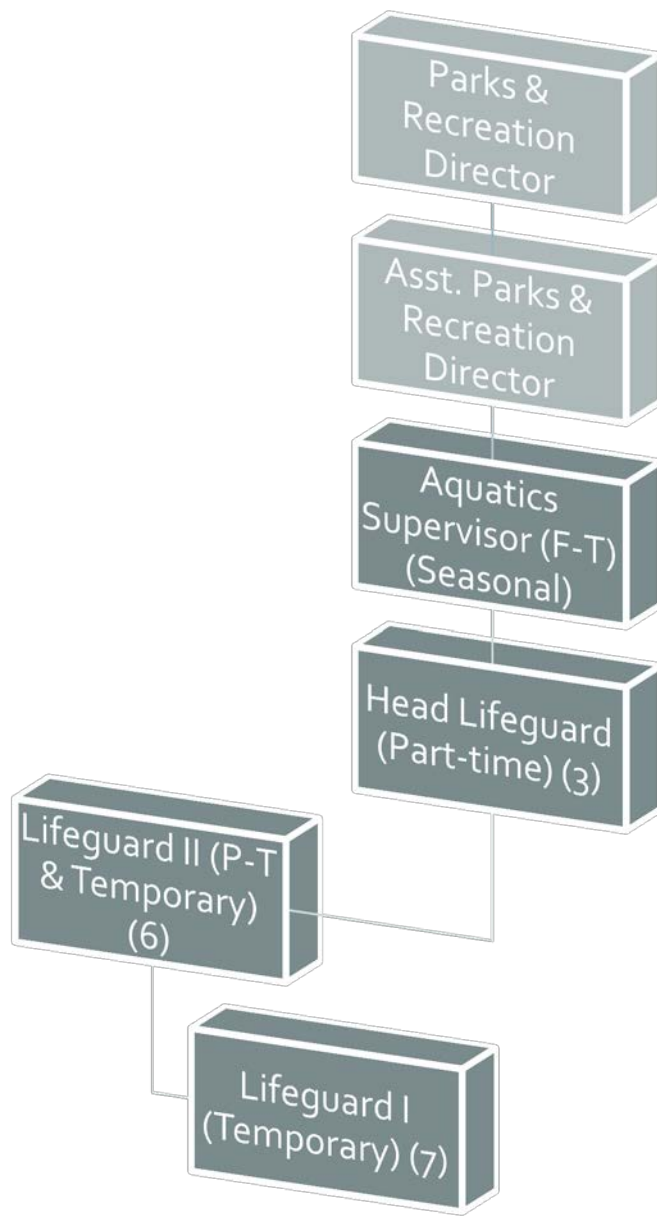 Parks &
Recreation
Director
Asst. Parks &
Recreation
Director
Aquatics
Supervisor (F-T)
(Seasonal)
Head Lifeguard
(Part-time) (3)
Lifeguard II (P-T
& Temporary)
(6)
Lifeguard I
(Temporary) (7)